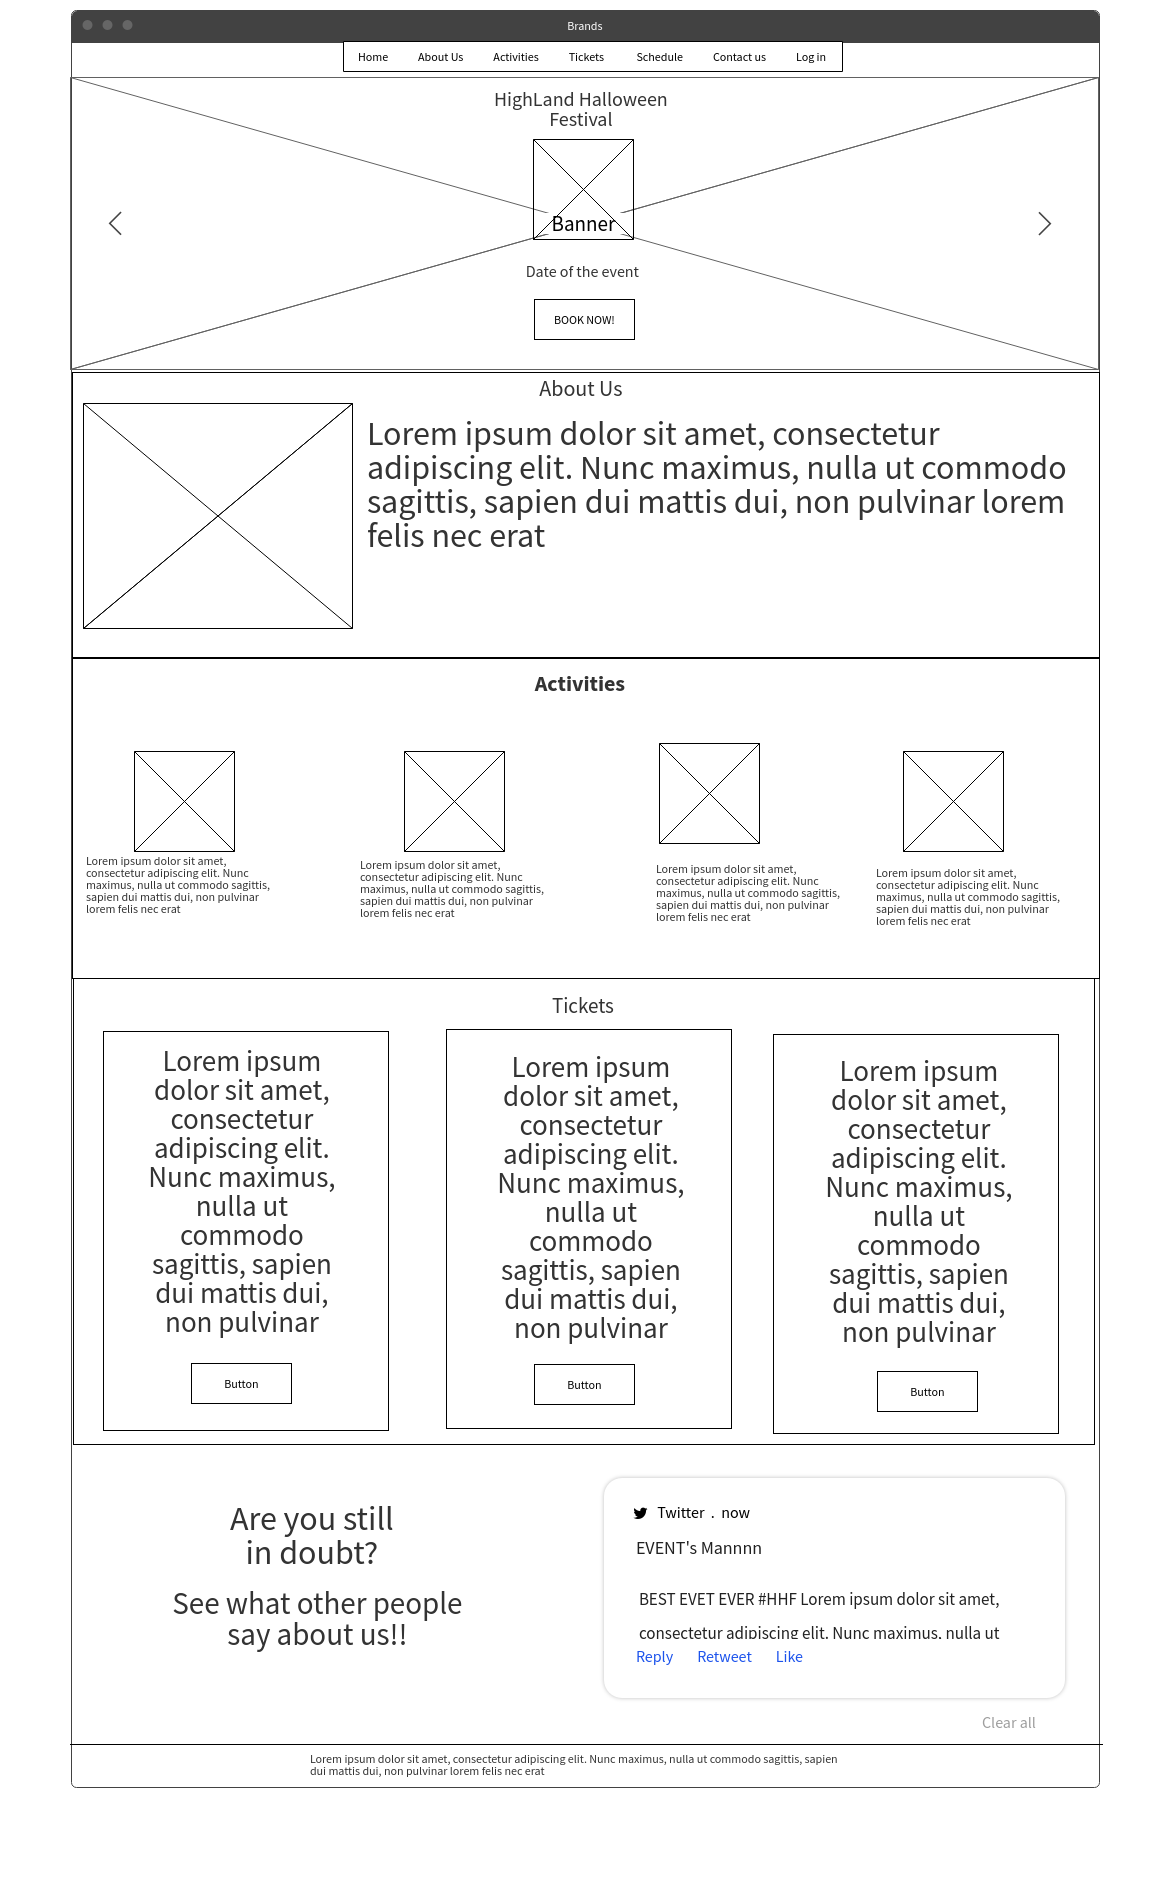 Brands
Home About Us Activities Tickets Schedule Contact us Log in
HighLand Halloween
Festival
Banner
Date of the event
BOOK NOW!
About Us
Lorem ipsum dolor sit amet, consectetur
adipiscing elit. Nunc maximus, nulla ut commodo
sagittis, sapien dui mattis dui, non pulvinar lorem
felis nec erat
Activities
Lorem ipsum dolor sit amet,
consectetur adipiscing elit. Nunc
maximus, nulla ut commodo sagittis,
sapien dui mattis dui, non pulvinar
lorem felis nec erat
Lorem ipsum dolor sit amet,
consectetur adipiscing elit. Nunc
maximus, nulla ut commodo sagittis,
sapien dui mattis dui, non pulvinar
lorem felis nec erat
Lorem ipsum dolor sit amet,
consectetur adipiscing elit. Nunc
maximus, nulla ut commodo sagittis,
sapien dui mattis dui, non pulvinar
lorem felis nec erat
Lorem ipsum dolor sit amet,
consectetur adipiscing elit. Nunc
maximus, nulla ut commodo sagittis,
sapien dui mattis dui, non pulvinar
lorem felis nec erat
Tickets
Lorem ipsum
dolor sit amet,
consectetur
adipiscing elit.
Nunc maximus,
nulla ut
commodo
sagittis, sapien
dui mattis dui,
non pulvinar
Button
Lorem ipsum
dolor sit amet,
consectetur
adipiscing elit.
Nunc maximus,
nulla ut
commodo
sagittis, sapien
dui mattis dui,
non pulvinar
Button
Lorem ipsum
dolor sit amet,
consectetur
adipiscing elit.
Nunc maximus,
nulla ut
commodo
sagittis, sapien
dui mattis dui,
non pulvinar
Button
Are you still
in doubt?
See what other people
say about us!!
Twitter . now
EVENT's Mannnn
BEST EVET EVER #HHF Lorem ipsum dolor sit amet,
consectetur adipiscing elit. Nunc maximus, nulla ut
Reply Retweet Like
Clear all
Lorem ipsum dolor sit amet, consectetur adipiscing elit. Nunc maximus, nulla ut commodo sagittis, sapien
dui mattis dui, non pulvinar lorem felis nec erat